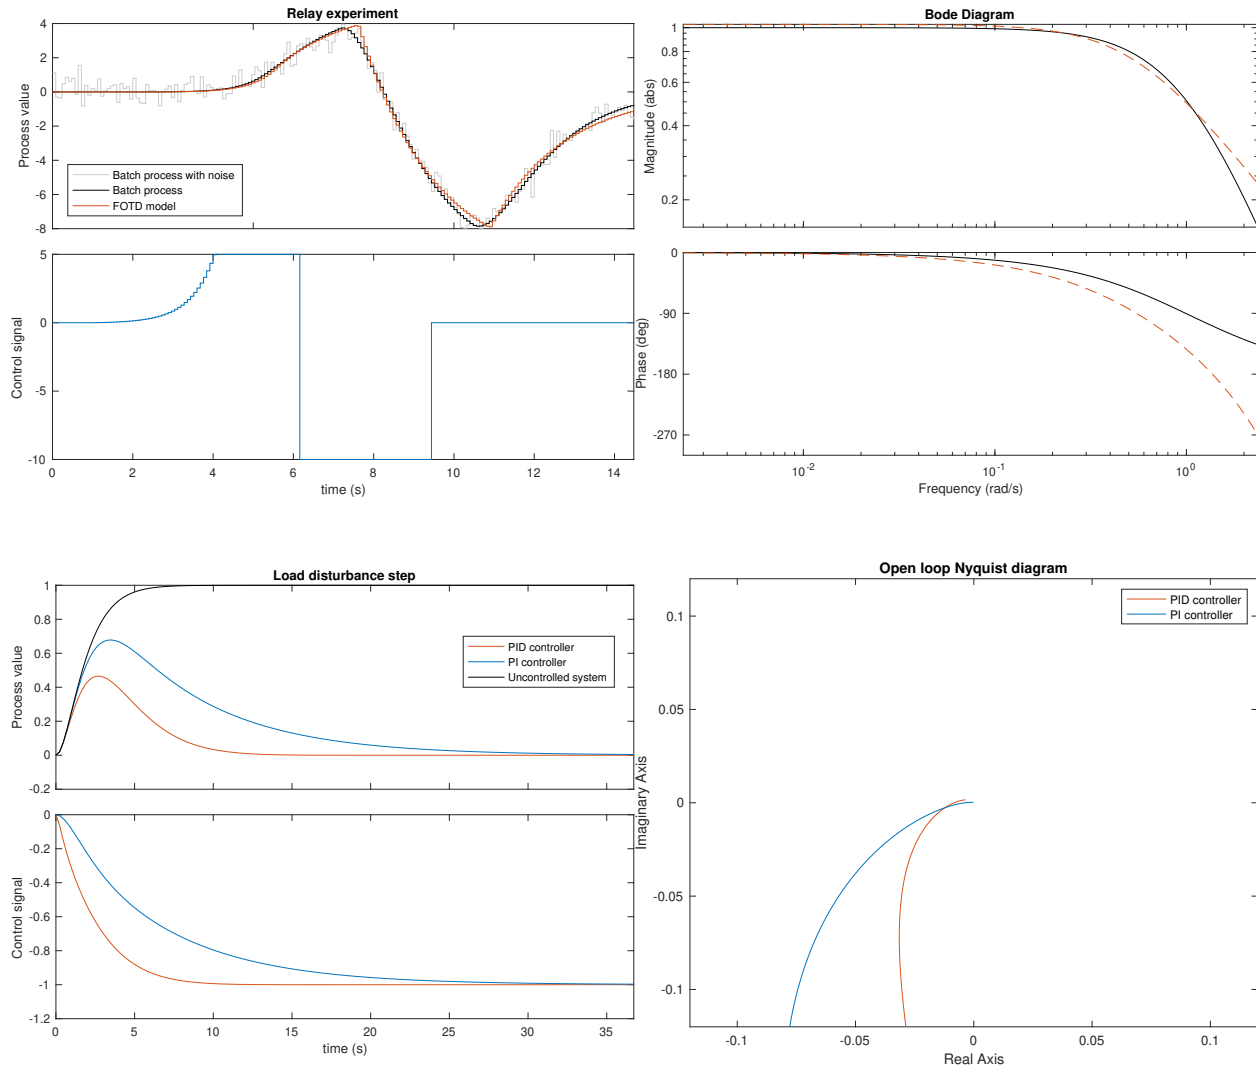 Relay experiment
Process value
4
2
0
-2
-4
-6
-8
Batch process with noise
Batch process
FOTD model
Control signal
5
0
-5
-10
0
2
4
6
8
10
12
14
time (s)
Bode Diagram
Magnitude (abs)
1
0.8
0.6
0.4
0.2
Phase (deg)
0
-90
-180
-270
10-2
10-1
100
Frequency (rad/s)
Load disturbance step
Process value
1
0.8
0.6
0.4
0.2
0
-0.2
PID controller
PI controller
Uncontrolled system
Control signal
0
-0.2
-0.4
-0.6
-0.8
-1
-1.2
0
5
10
15
20
25
30
35
time (s)
Open loop Nyquist diagram
Imaginary Axis
0.1
0.05
0
-0.05
-0.1
PID controller
PI controller
-0.1
-0.05
0
0.05
0.1
Real Axis